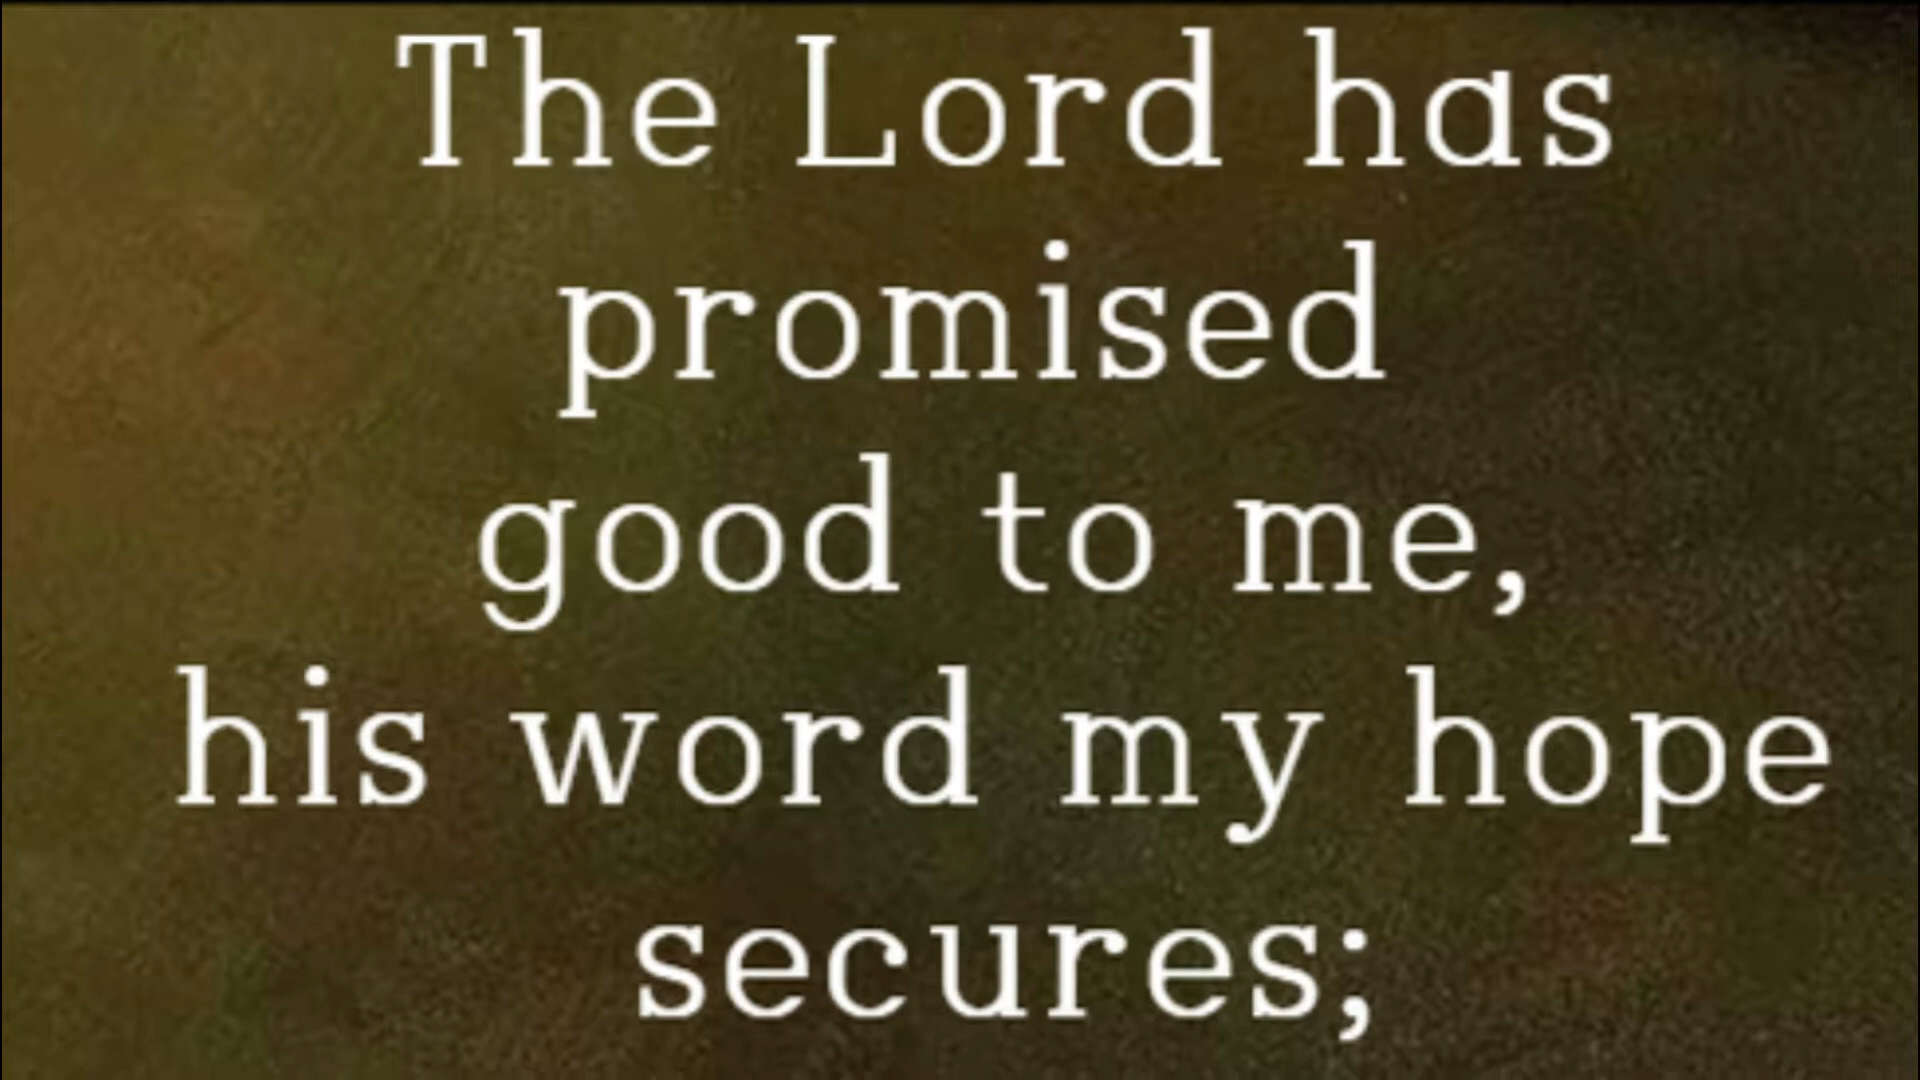 The Lord has
promised
good to me,
his word my hope
secures;